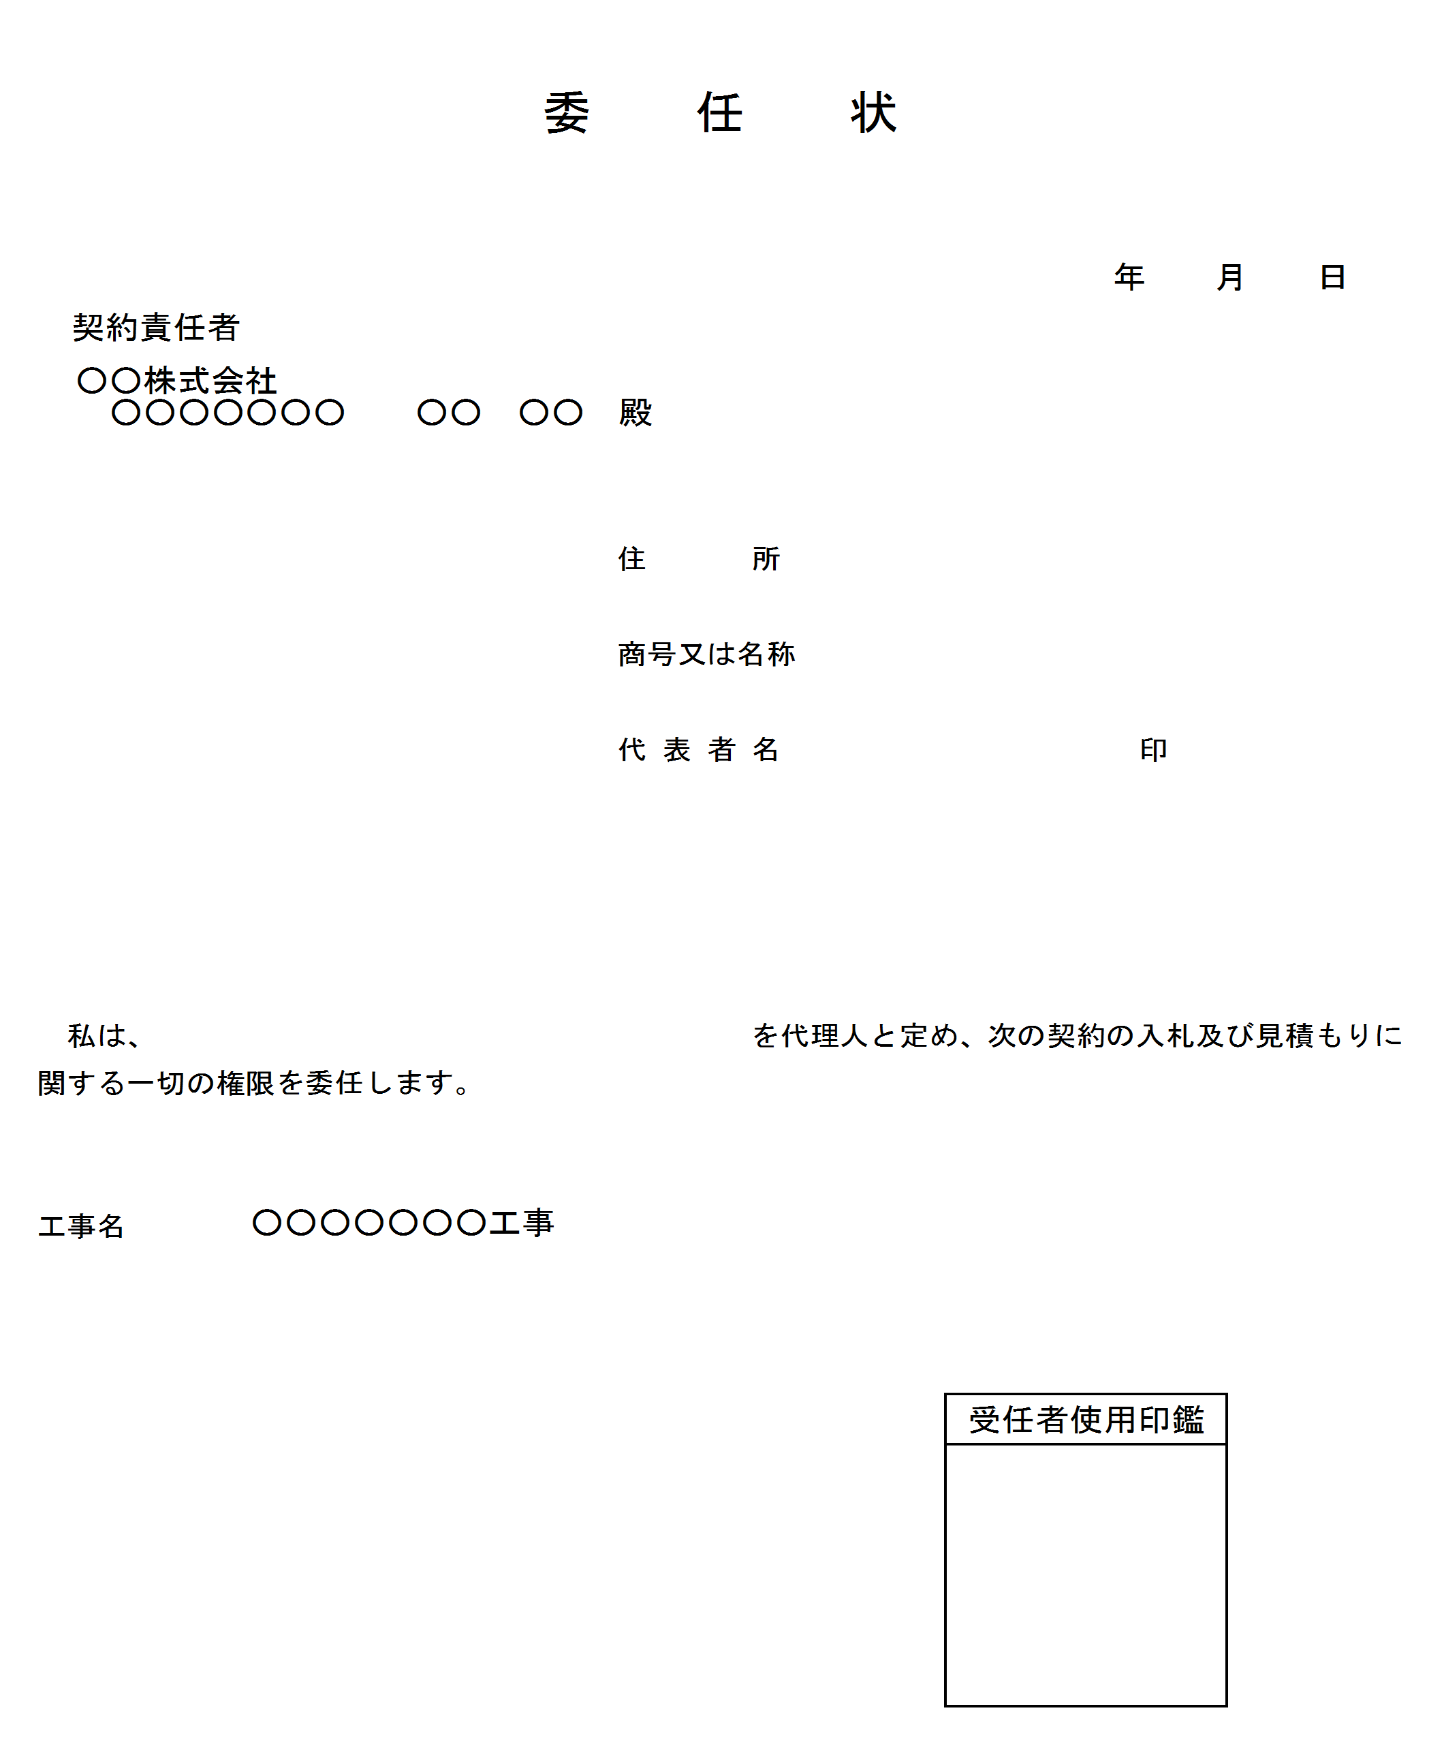 委　　任　　状
年　　月　　日
契約責任者
〇〇株式会社
〇〇〇〇〇〇〇　　〇〇　〇〇　殿
住　　　所
商号又は名称
代 表 者 名　　　　　　　　印
私は、　　　　　　　　　　　　　　　　　　　　を代理人と定め、次の契約の入札及び見積もりに
関する一切の権限を委任します。
工事名　　　　〇〇〇〇〇〇〇工事
受任者使用印鑑